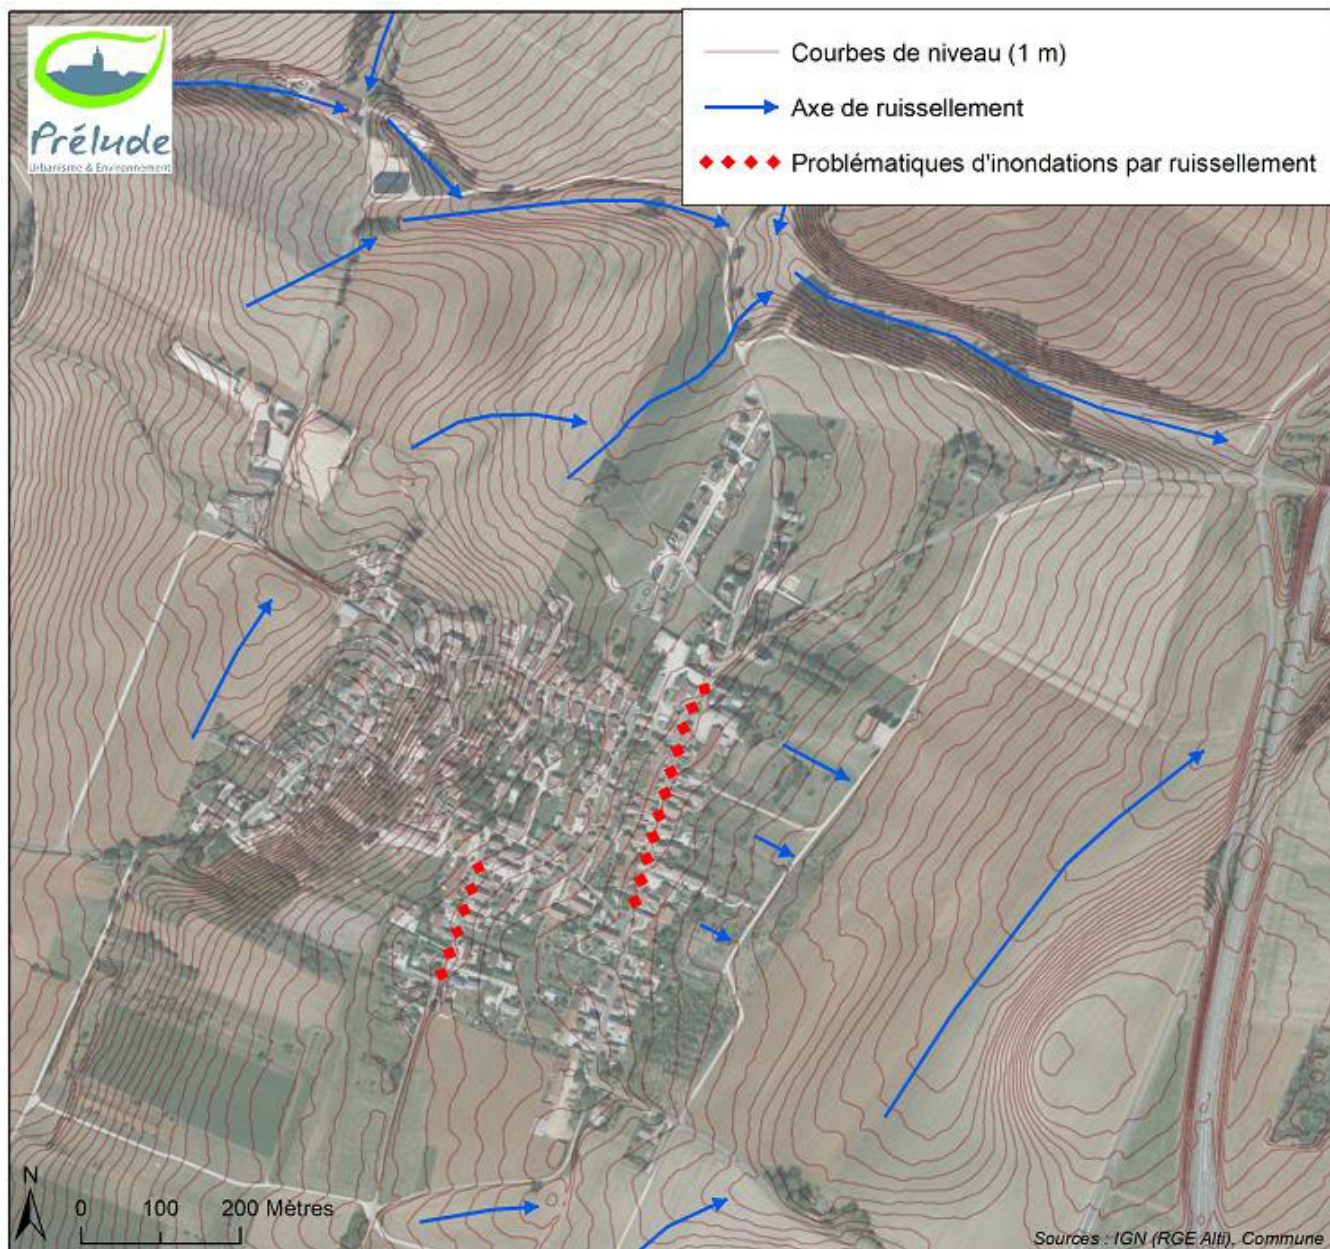 Prélude
Urbanisme & Environnement
Courbes de niveau (1 m)
Axe de ruissellement
Problématiques d'inondations par ruissellement
N
0 100 200 Mètres
Sources : IGN (RGE Alti), Commune